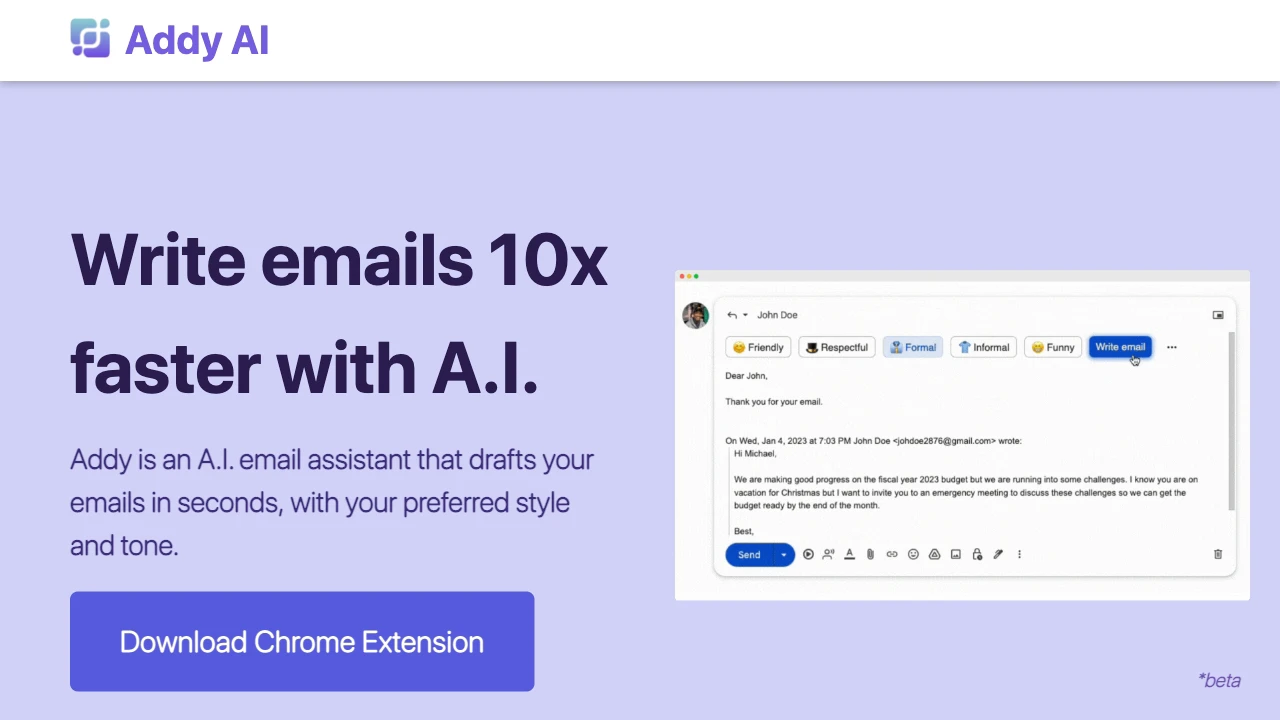 Addy AI
Write emails 10x
faster with A.I.
Addy is an A.I. email assistant that drafts your
emails in seconds, with your preferred style
and tone.
Download Chrome Extension
John Doe
Friendly Respectful Formal Informal Funny Write email
Dear John,
Thank you for your email.
On Wed, Jan 4, 2023 at 7:03 PM John Doe <johdoe2876@gmail.com> wrote:
Hi Michael,
We are making good progress on the fiscal year 2023 budget but we are running into some challenges. I know you are on
vacation for Christmas but I want to invite you to an emergency meeting to discuss these challenges so we can get the
budget ready by the end of the month.
Best,
Send
*beta